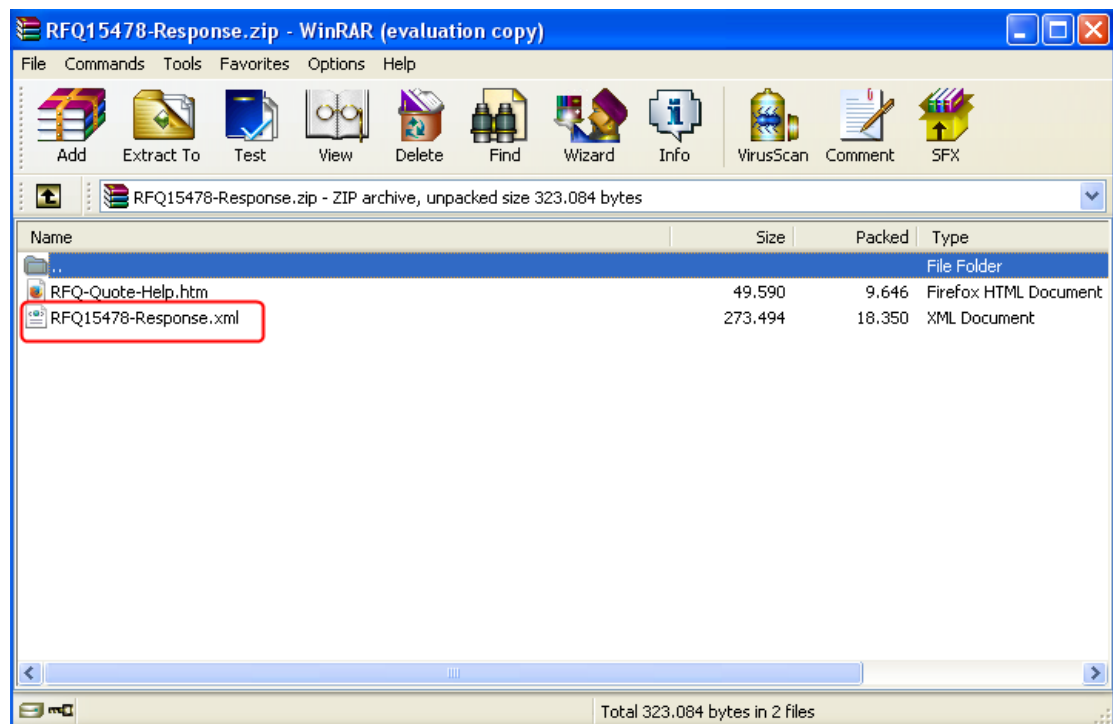 RFQ15478-Response.zip - WinRAR (evaluation copy)
File Commands Tools Favorites Options Help
Add Extract To Test View Delete Find Wizard Info VirusScan Comment SFX
RFQ15478-Response.zip - ZIP archive, unpacked size 323.084 bytes
Name Size Packed Type
.. File Folder
RFQ-Quote-Help.htm 49.590 9.646 Firefox HTML Document
RFQ15478-Response.xml 273.494 18.350 XML Document
Total 323.084 bytes in 2 files